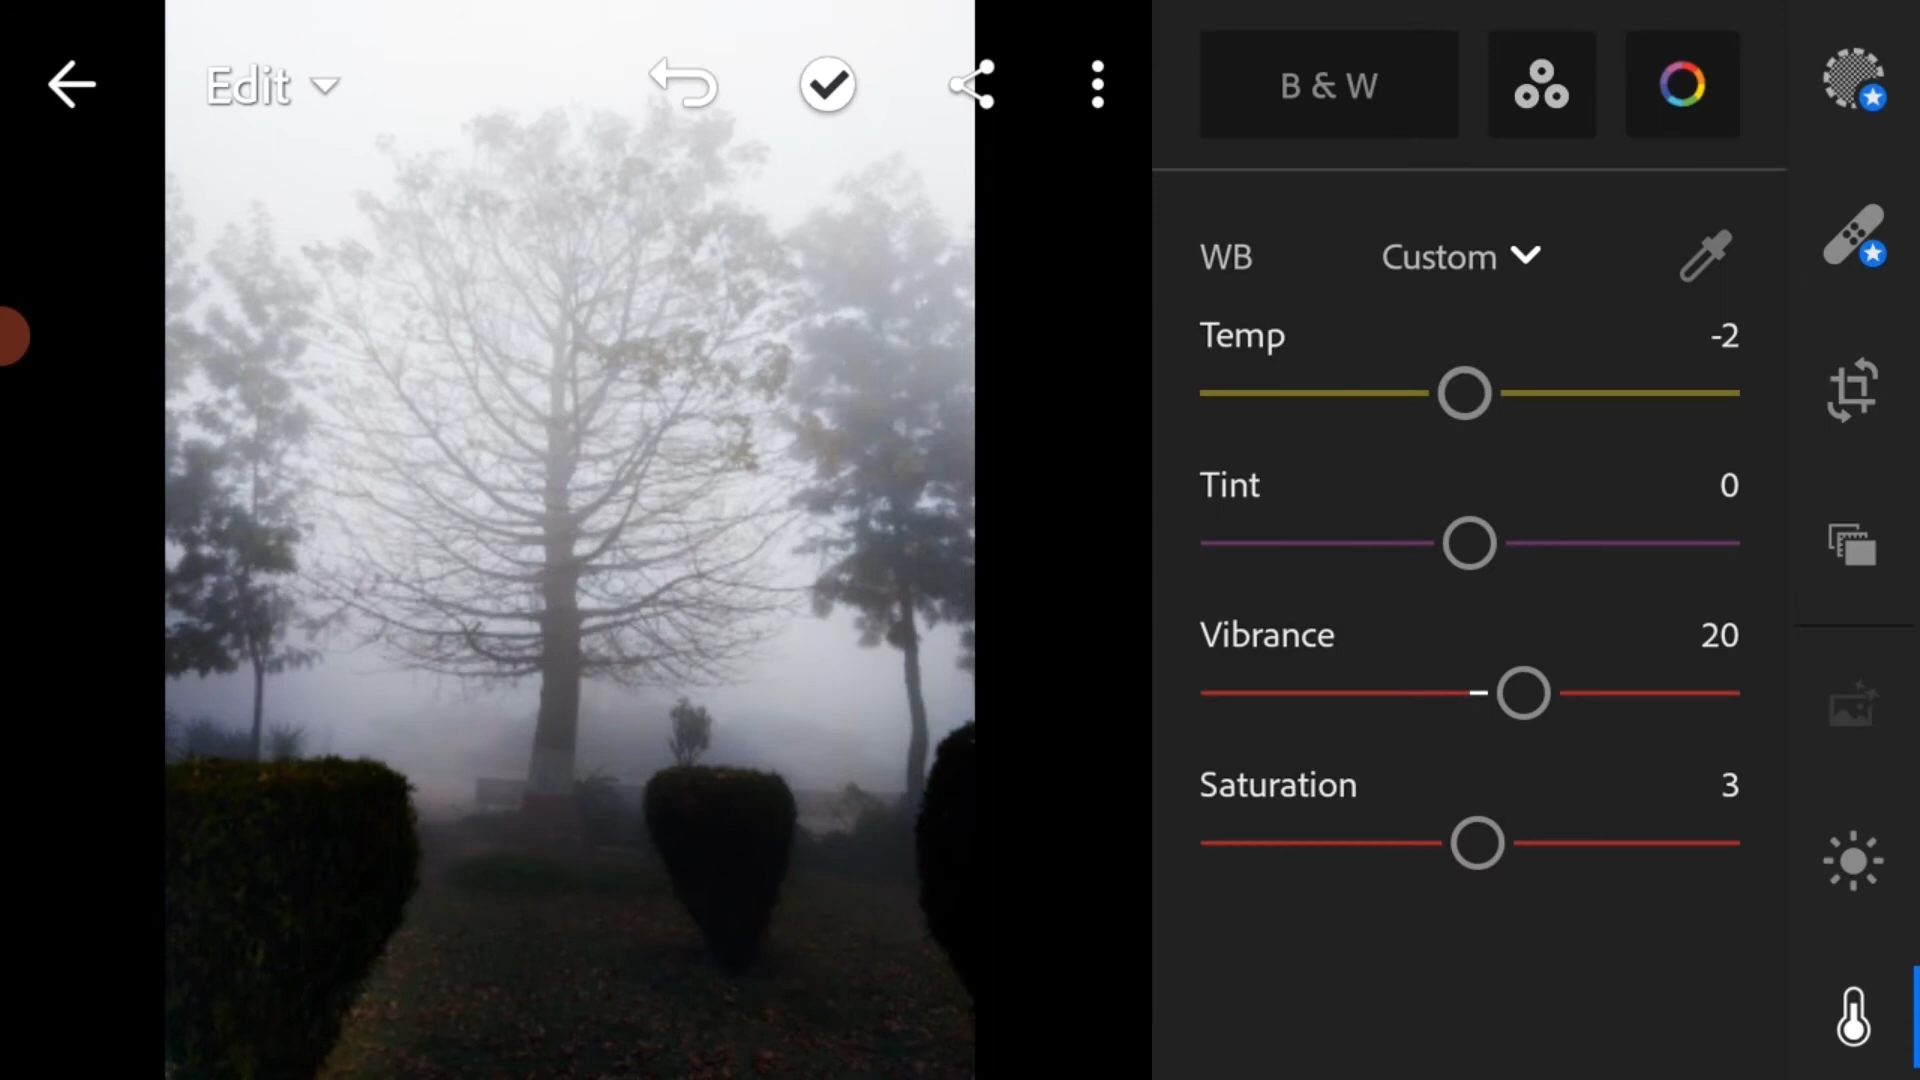 Edit
B & W
WB Custom
Temp -2
Tint 0
Vibrance 20
Saturation 3